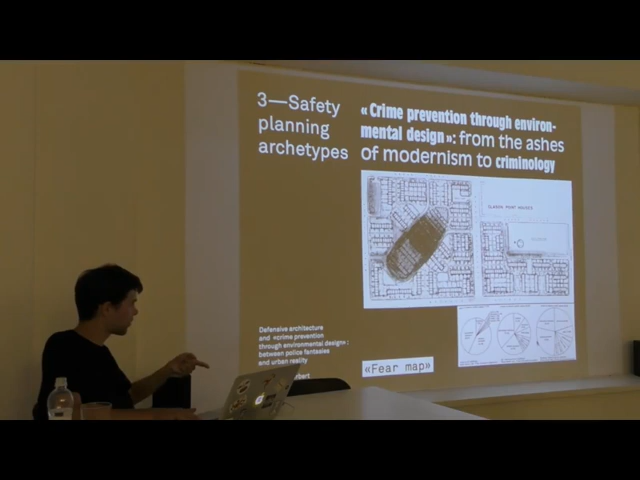 3—Safety
planning
archetypes
« Crime prevention through environ-
mental design »: from the ashes
of modernism to criminology
CLASON POINT HOUSES
Defensive architecture
and «crime prevention
through environmental design» :
between police fantasies
and urban reality
«Fear map»